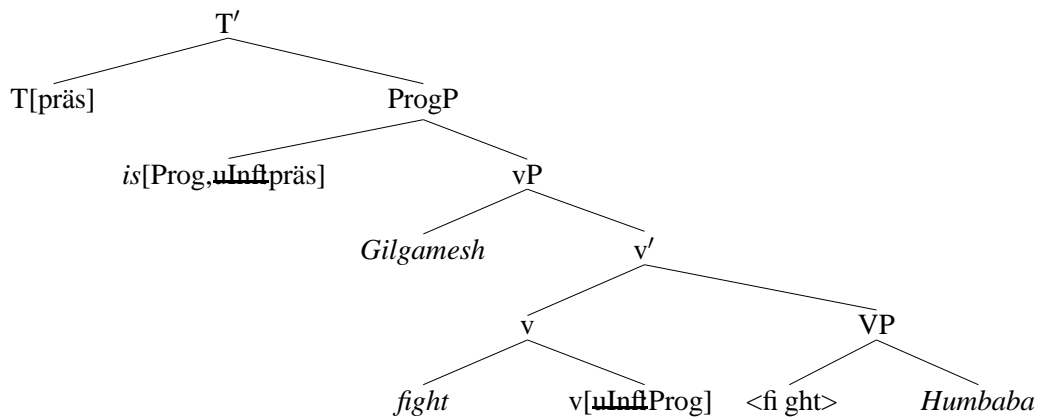 T′
T[präs] ProgP
is[Prog,uInflpräs] vP
Gilgamesh v′
v VP
fight v[uInflProg] <fi ght> Humbaba